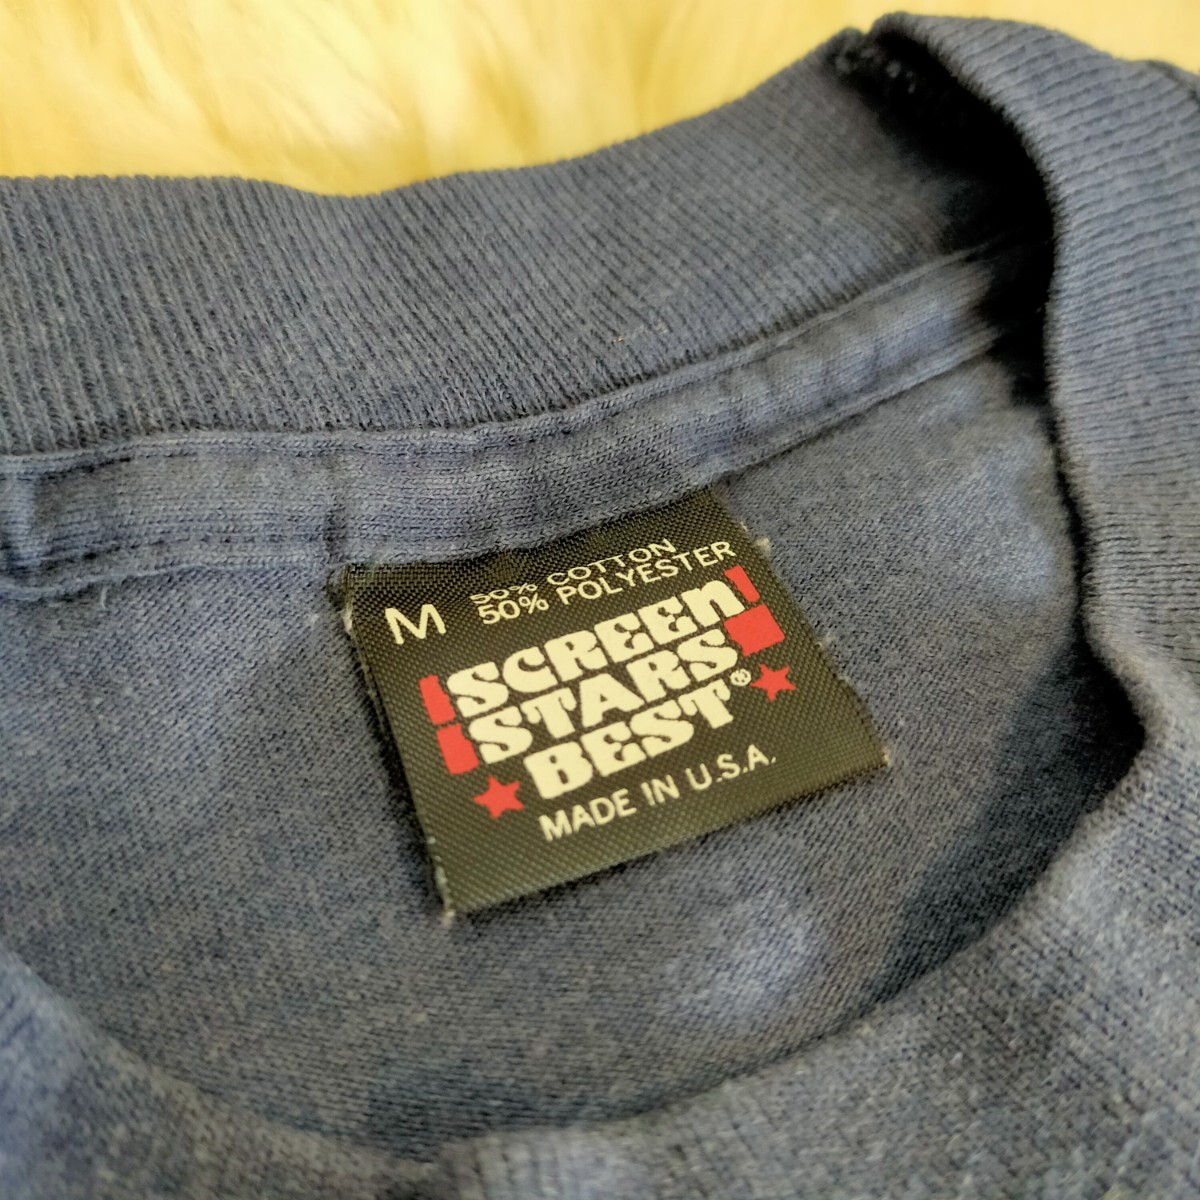 M
50% COTTON
50% POLYESTER
SCREEn
STARS
BEST®
MADE IN U.S.A.